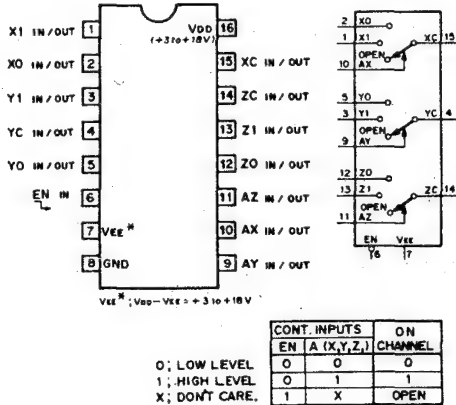 X1 IN/OUT 1
X0 IN/OUT 2
Y1 IN/OUT 3
YC IN/OUT 4
Y0 IN/OUT 5
EN IN 6
7 VEE*
8 GND
VDD 16
(+3 to +18V)
15 XC IN/OUT
14 ZC IN/OUT
13 Z1 IN/OUT
12 Z0 IN/OUT
11 AZ IN/OUT
10 AX IN/OUT
9 AY IN/OUT
VEE*; VDD-VEE = +3 to +18V
2 X0
1 X1 XC 15
OPEN
10 AX
5 Y0
3 Y1 YC 4
OPEN
9 AY
12 Z0
13 Z1 ZC 14
OPEN
11 AZ
EN VEE
6 7
CONT. INPUTS ON CHANNEL
EN A (X,Y,Z,)
0 0 0
0 1 1
1 X OPEN
0; LOW LEVEL
1; HIGH LEVEL
X; DON'T CARE.